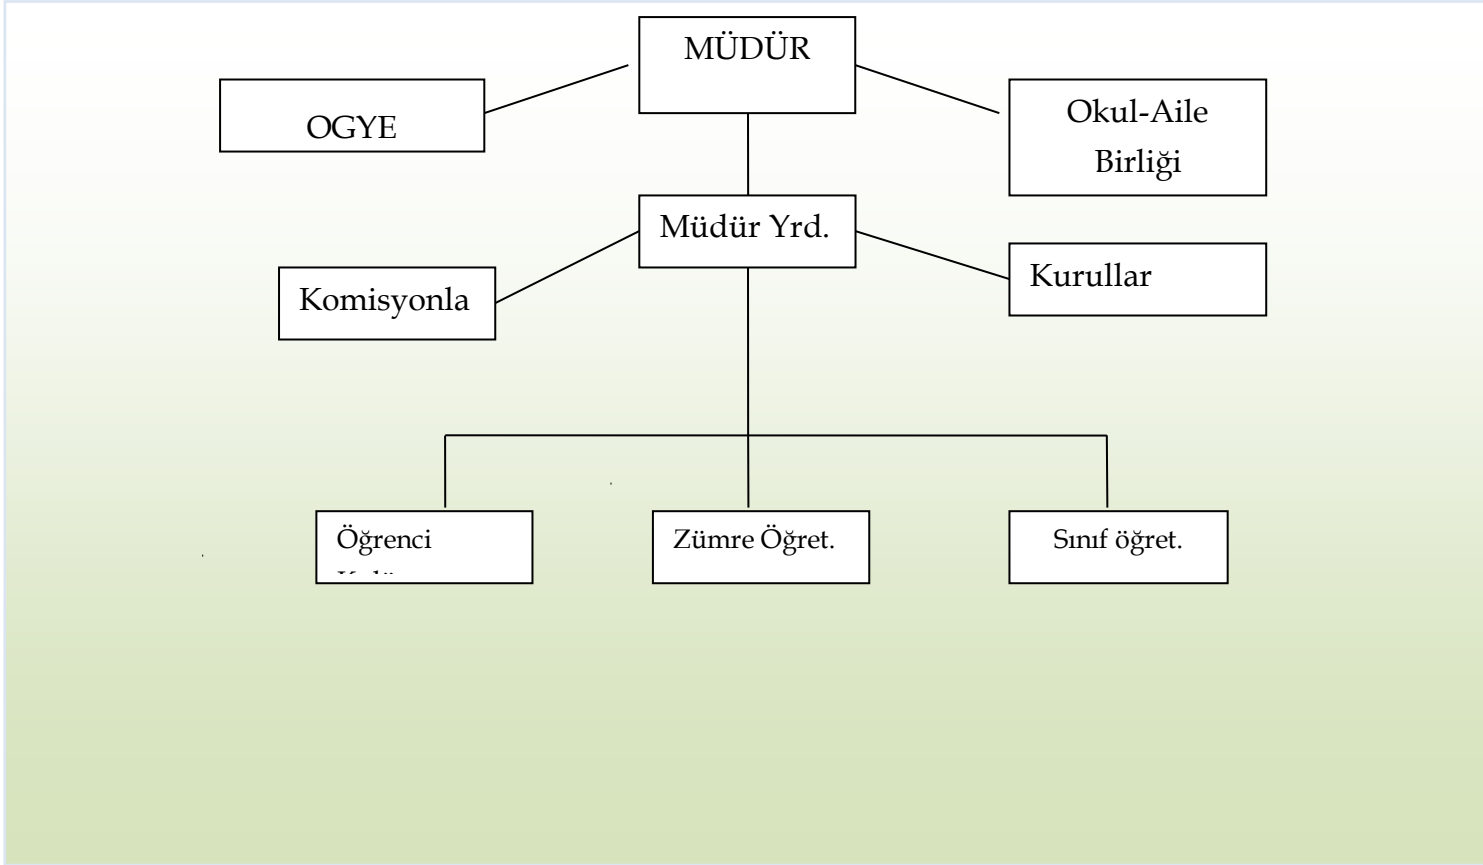 MÜDÜR
OGYE
Okul-Aile
Birliği
Müdür Yrd.
Komisyonla
Kurullar
Öğrenci
Zümre Öğret.
Sınıf öğret.